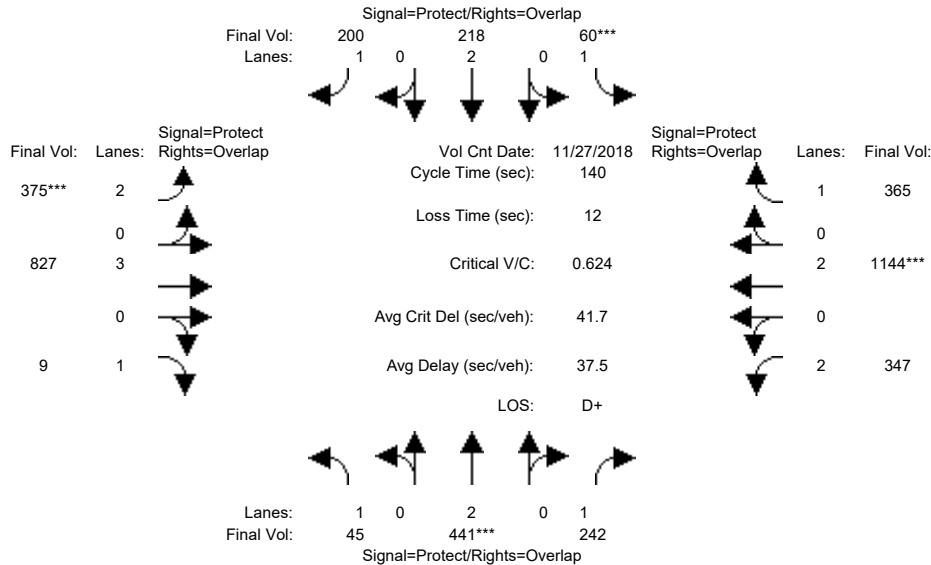 Signal=Protect/Rights=Overlap
Final Vol: 200 218 60***
Lanes: 1 0 2 0 1
Signal=Protect
Final Vol: Lanes: Rights=Overlap
Vol Cnt Date: 11/27/2018
Signal=Protect
Rights=Overlap Lanes: Final Vol:
Cycle Time (sec): 140
375*** 2
1 365
Loss Time (sec): 12
0
0
827 3
Critical V/C: 0.624
2 1144***
0
Avg Crit Del (sec/veh): 41.7
0
9 1
Avg Delay (sec/veh): 37.5
2 347
LOS: D+
Lanes: 1 0 2 0 1
Final Vol: 45 441*** 242
Signal=Protect/Rights=Overlap